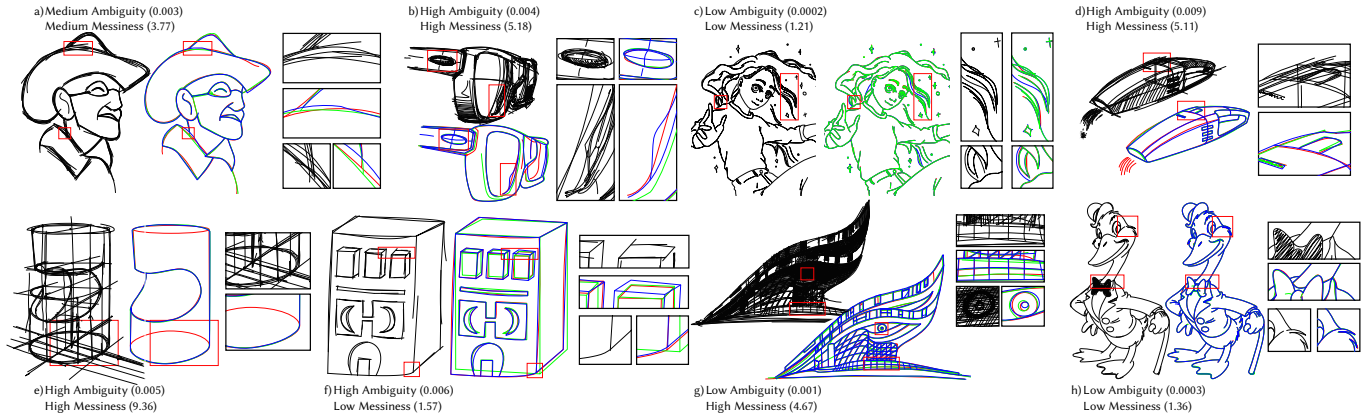 a) Medium Ambiguity (0.003)
Medium Messiness (3.77)
b) High Ambiguity (0.004)
High Messiness (5.18)
c) Low Ambiguity (0.0002)
Low Messiness (1.21)
d) High Ambiguity (0.009)
High Messiness (5.11)
e) High Ambiguity (0.005)
High Messiness (9.36)
f) High Ambiguity (0.006)
Low Messiness (1.57)
g) Low Ambiguity (0.001)
High Messiness (4.67)
h) Low Ambiguity (0.0003)
Low Messiness (1.36)